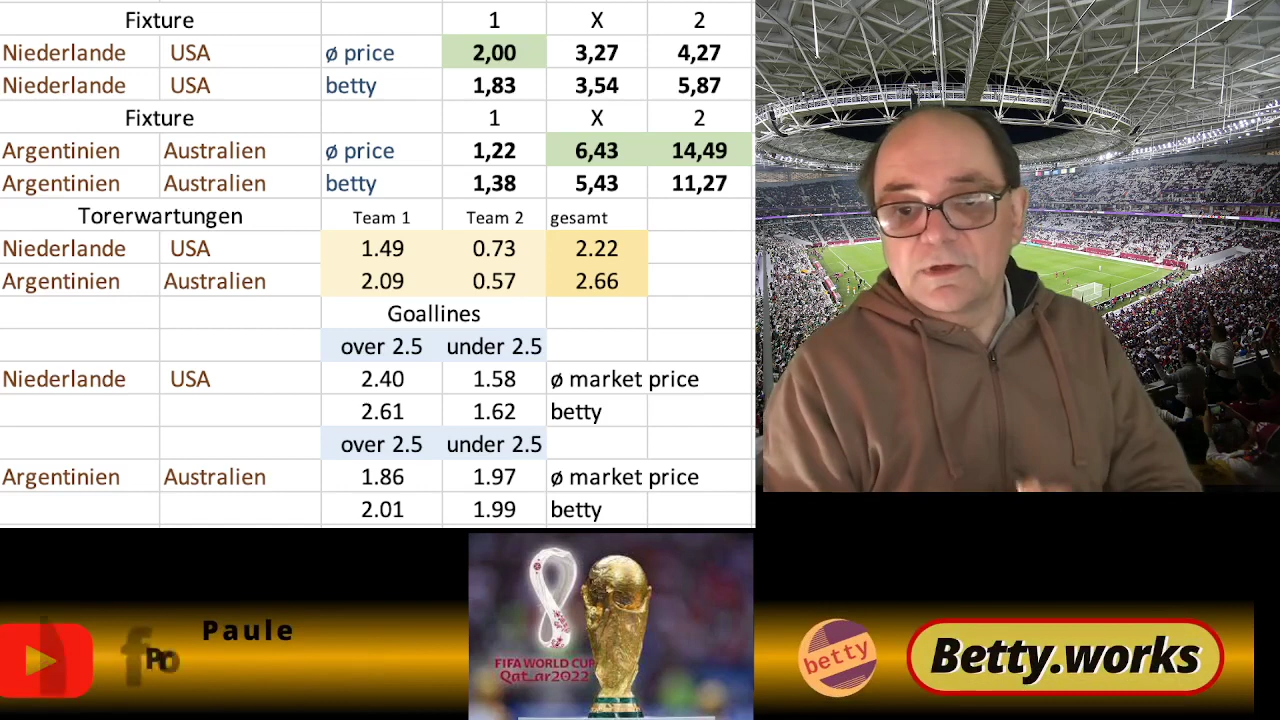 Fixture 1 X 2
Niederlande USA ø price 2,00 3,27 4,27
Niederlande USA betty 1,83 3,54 5,87
Fixture 1 X 2
Argentinien Australien ø price 1,22 6,43 14,49
Argentinien Australien betty 1,38 5,43 11,27
Torerwartungen Team 1 Team 2 gesamt
Niederlande USA 1.49 0.73 2.22
Argentinien Australien 2.09 0.57 2.66
Goallines
over 2.5 under 2.5
Niederlande USA 2.40 1.58 ø market price
2.61 1.62 betty
over 2.5 under 2.5
Argentinien Australien 1.86 1.97 ø market price
2.01 1.99 betty
Paule
FIFA WORLD CUP
Qat_ar2022
betty
Betty.works